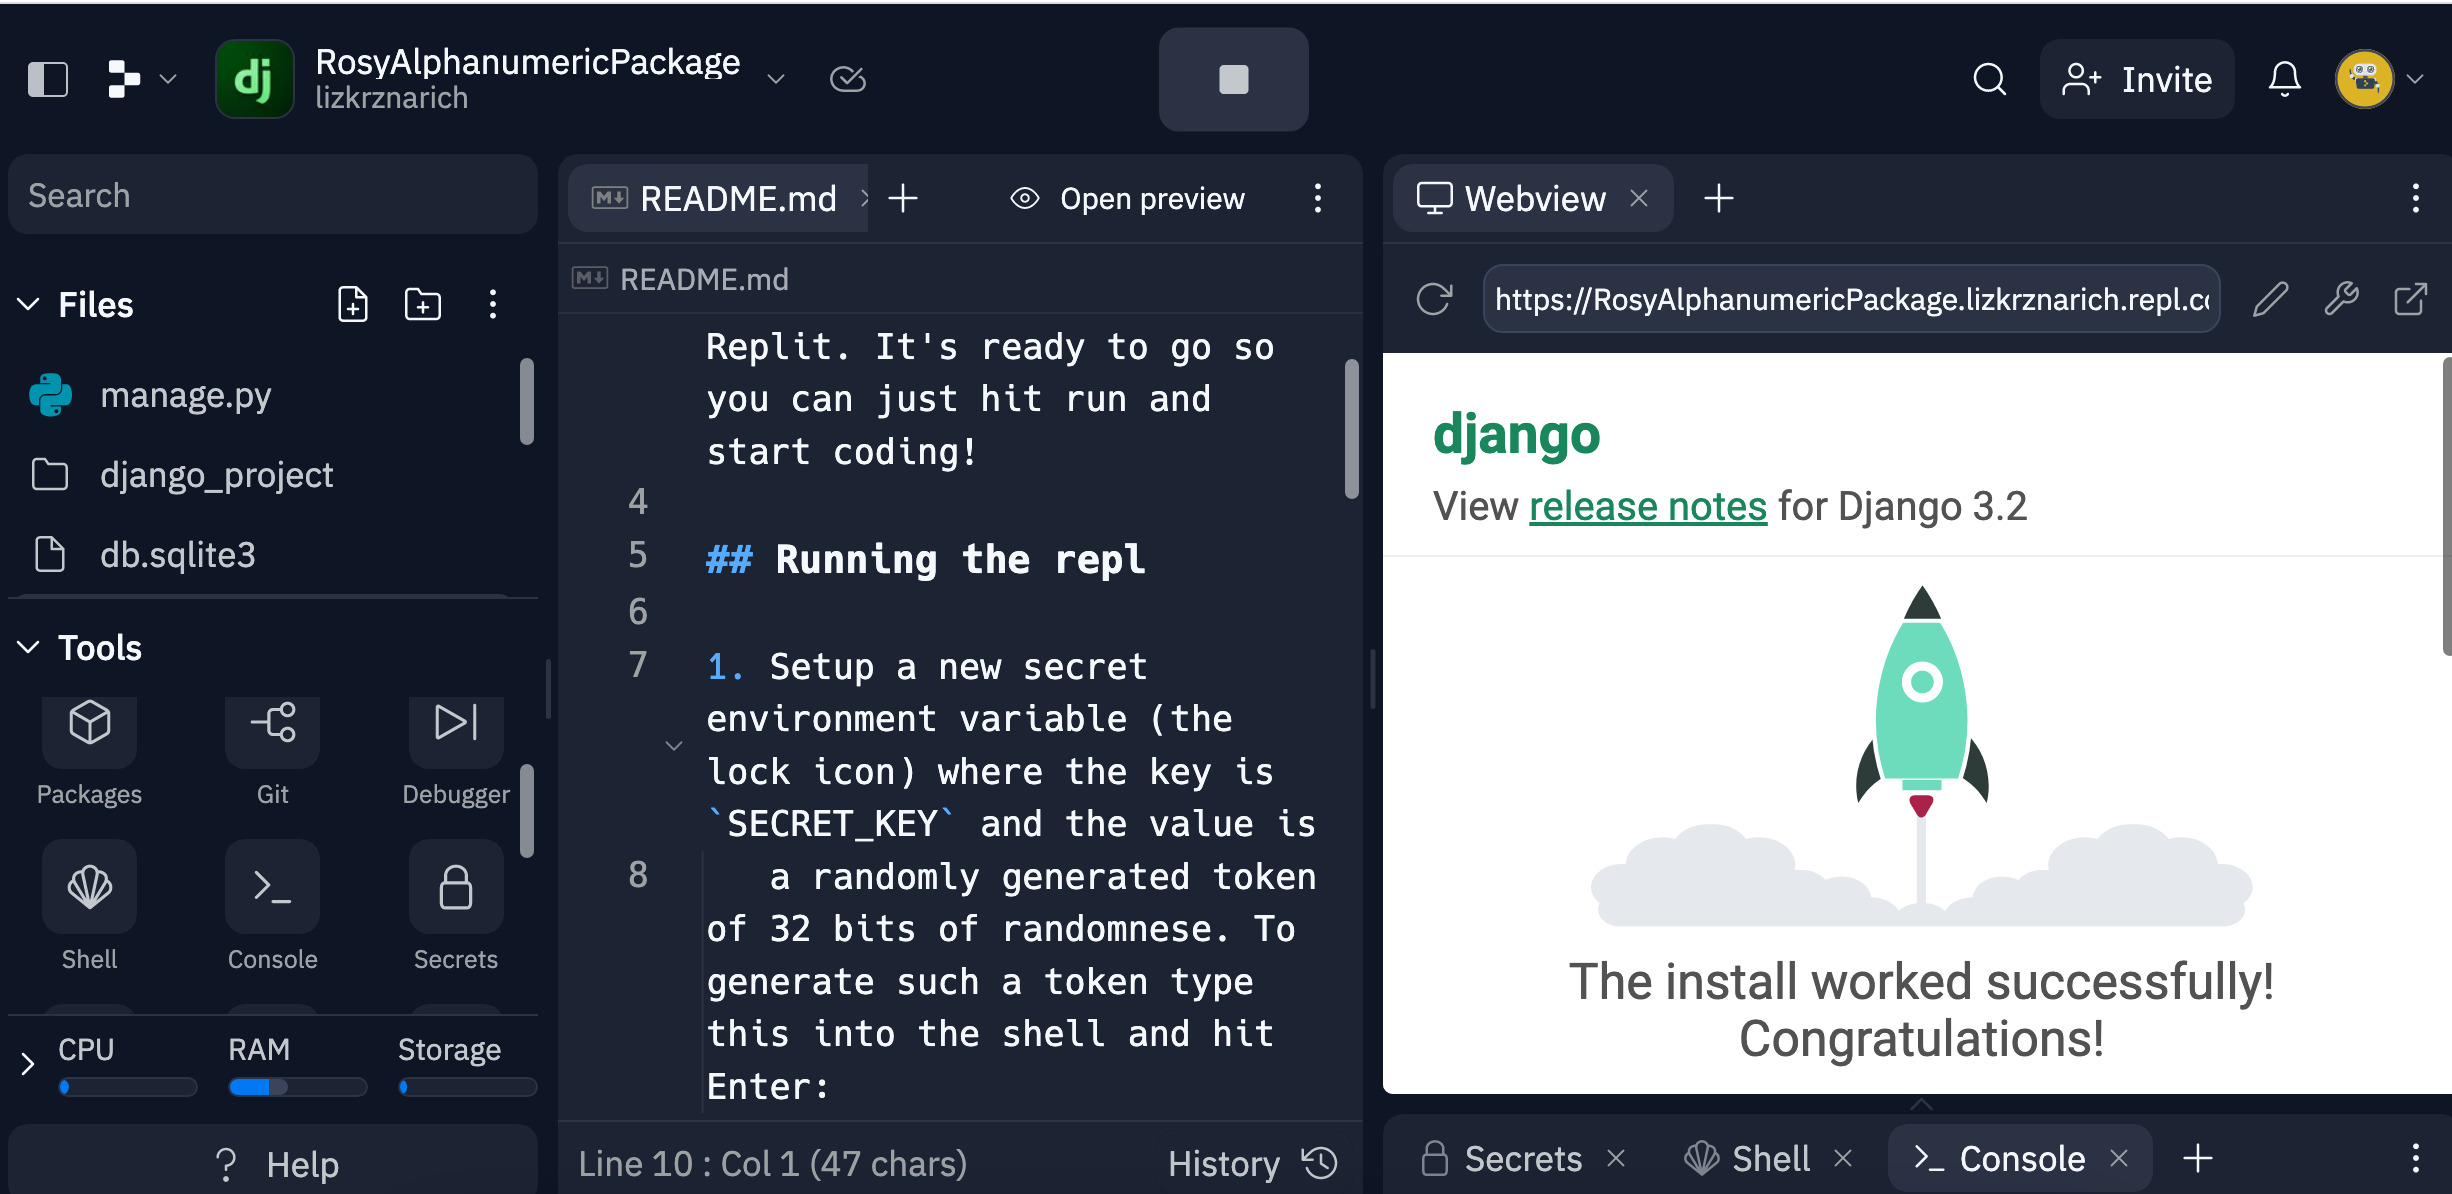 dj
RosyAlphanumericPackage
lizkrznarich
Invite
Search
Files
manage.py
django_project
db.sqlite3
Tools
Packages
Git
Debugger
Shell
Console
Secrets
CPU
RAM
Storage
? Help
M↓ README.md
Open preview
M↓ README.md
Replit. It's ready to go so
you can just hit run and
start coding!
4
5 ## Running the repl
6
7 1. Setup a new secret
environment variable (the
lock icon) where the key is
`SECRET_KEY` and the value is
8 a randomly generated token
of 32 bits of randomnese. To
generate such a token type
this into the shell and hit
Enter:
Line 10 : Col 1 (47 chars)
History
Webview
https://RosyAlphanumericPackage.lizkrznarich.repl.co
django
View release notes for Django 3.2
The install worked successfully!
Congratulations!
Secrets
Shell
>_ Console